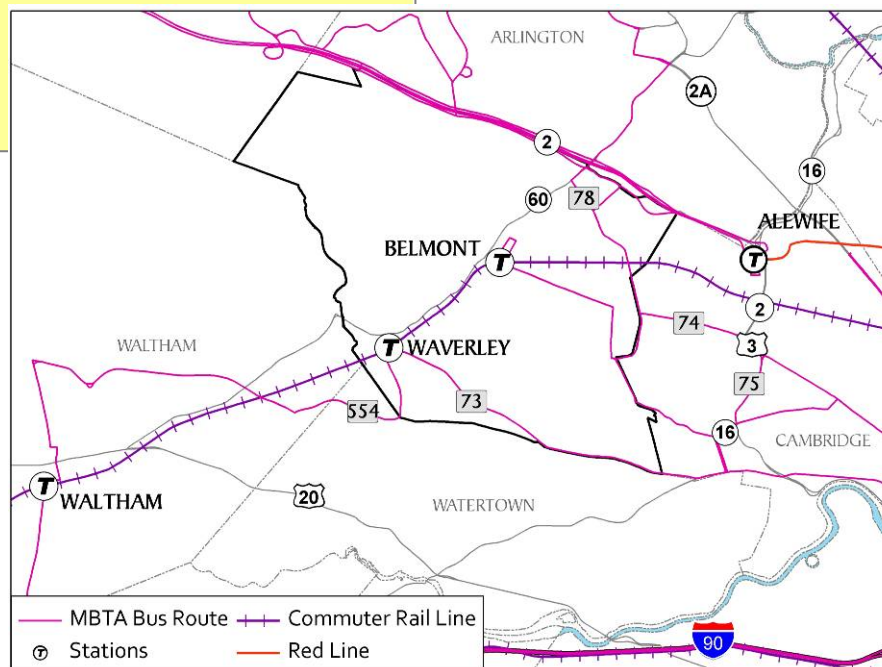 ARLINGTON
2A
2
16
60
78
ALEWIFE
T
BELMONT
T
2
74
3
WALTHAM
T
WAVERLEY
75
554
73
16
CAMBRIDGE
T
WALTHAM
20
WATERTOWN
MBTA Bus Route
Commuter Rail Line
T
Stations
Red Line
90